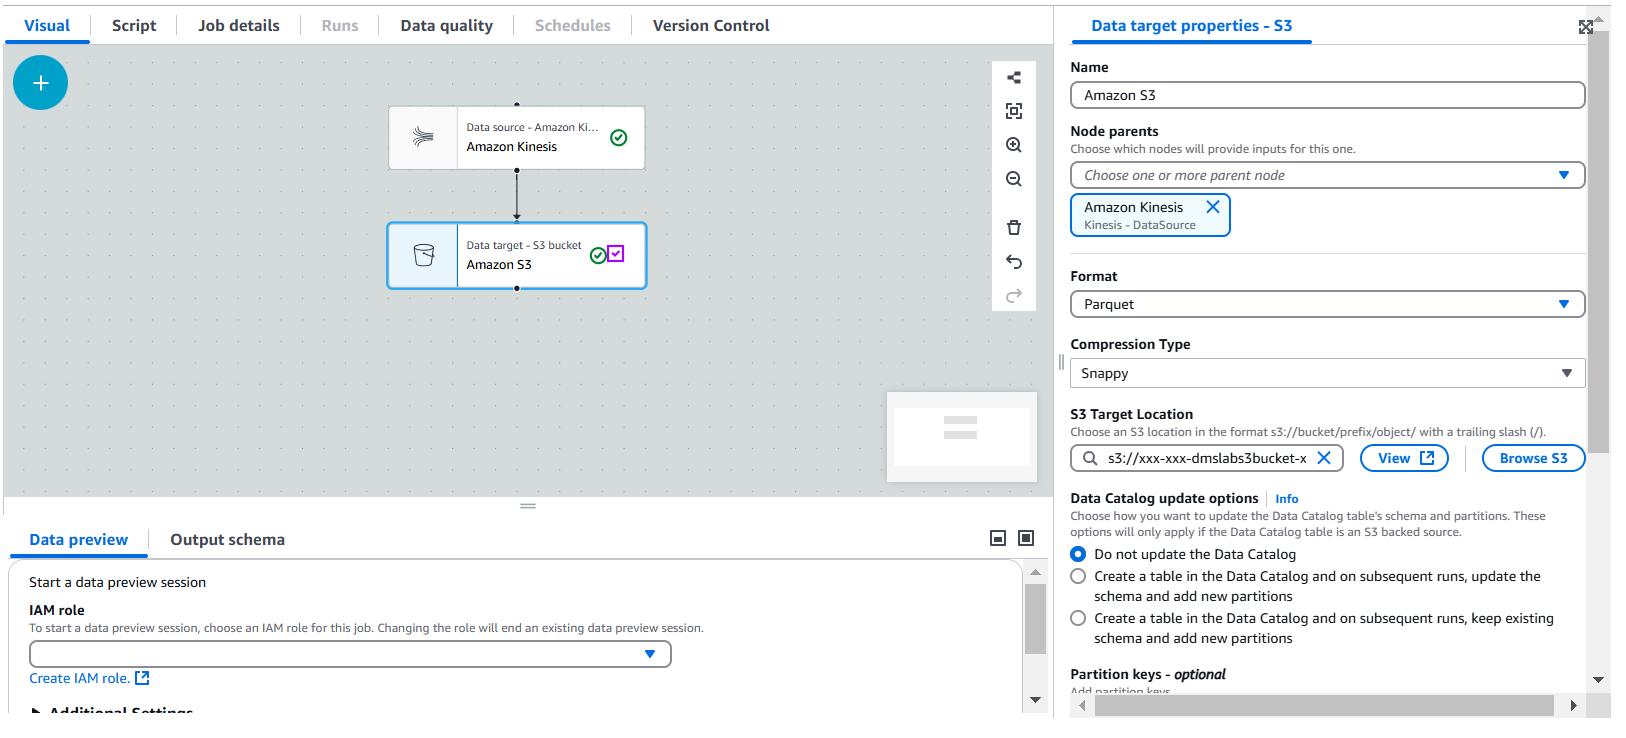 Visual
Script
Job details
Runs
Data quality
Schedules
Version Control
Data source - Amazon Ki...
Amazon Kinesis
Data target - S3 bucket
Amazon S3
Data preview
Output schema
Start a data preview session
IAM role
To start a data preview session, choose an IAM role for this job. Changing the role will end an existing data preview session.
Create IAM role.
Additional Settings
Data target properties - S3
Name
Amazon S3
Node parents
Choose which nodes will provide inputs for this one.
Choose one or more parent node
Amazon Kinesis
Kinesis - DataSource
Format
Parquet
Compression Type
Snappy
S3 Target Location
Choose an S3 location in the format s3://bucket/prefix/object/ with a trailing slash (/).
s3://xxx-xxx-dmslabs3bucket-x
View
Browse S3
Data Catalog update options
Info
Choose how you want to update the Data Catalog table's schema and partitions. These
options will only apply if the Data Catalog table is an S3 backed source.
Do not update the Data Catalog
Create a table in the Data Catalog and on subsequent runs, update the
schema and add new partitions
Create a table in the Data Catalog and on subsequent runs, keep existing
schema and add new partitions
Partition keys - optional
Add partition keys